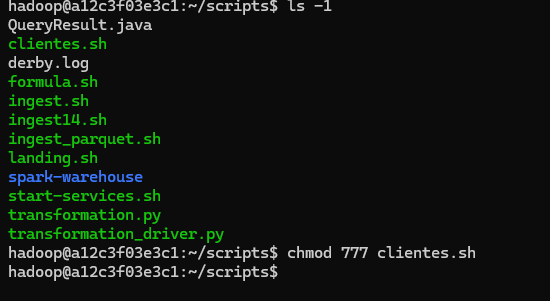 hadoop@a12c3f03e3c1:~/scripts$ ls -1
QueryResult.java
clientes.sh
derby.log
formula.sh
ingest.sh
ingest14.sh
ingest_parquet.sh
landing.sh
spark-warehouse
start-services.sh
transformation.py
transformation_driver.py
hadoop@a12c3f03e3c1:~/scripts$ chmod 777 clientes.sh
hadoop@a12c3f03e3c1:~/scripts$